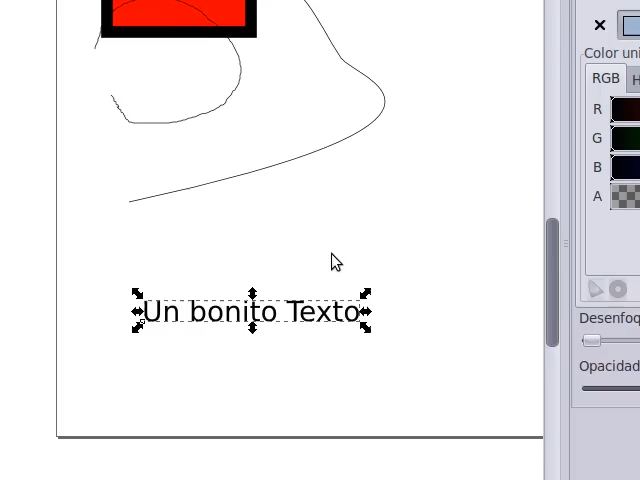 Color uni
RGB
H
R
G
B
A
Un bonito Texto
Desenfoq
Opacidad